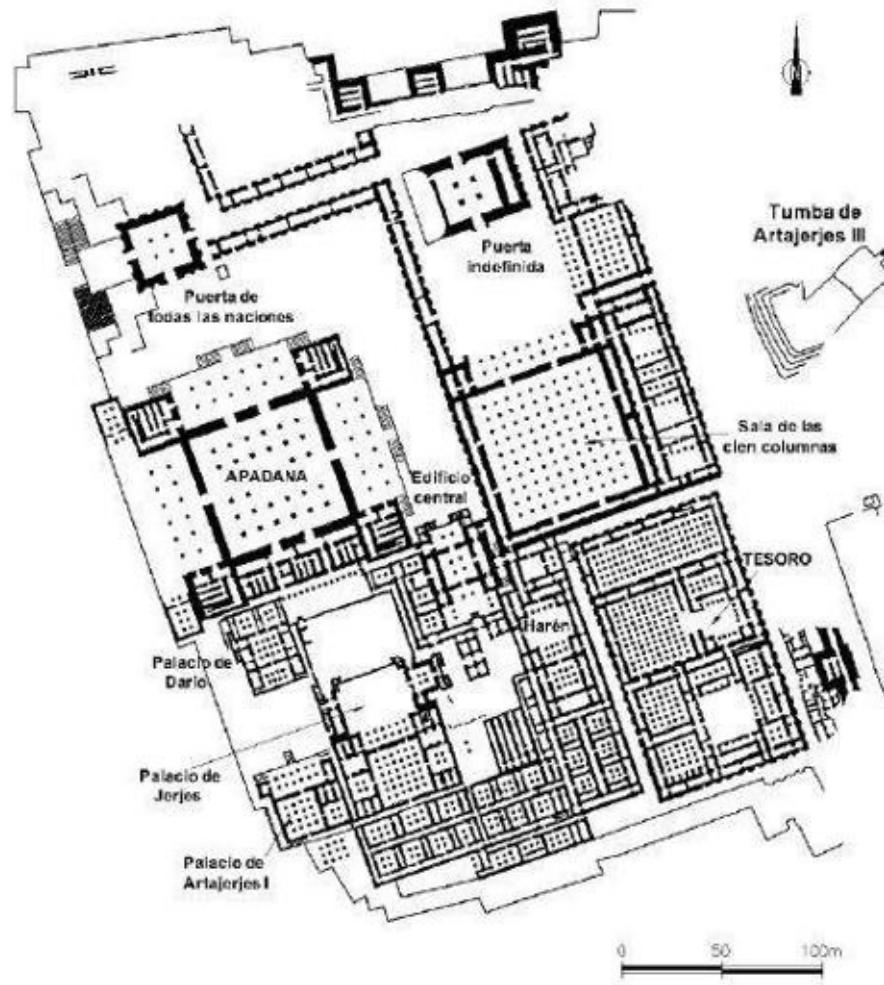 Puerta
indefinida
Tumba de
Artajerjes III
Puerta de
todas las naciones
Sala de las
cien columnas
APADANA
Edificio
central
TESORO
Harén
Palacio de
Darío
Palacio de
Jerjes
Palacio de
Artajerjes I
0 50 100m